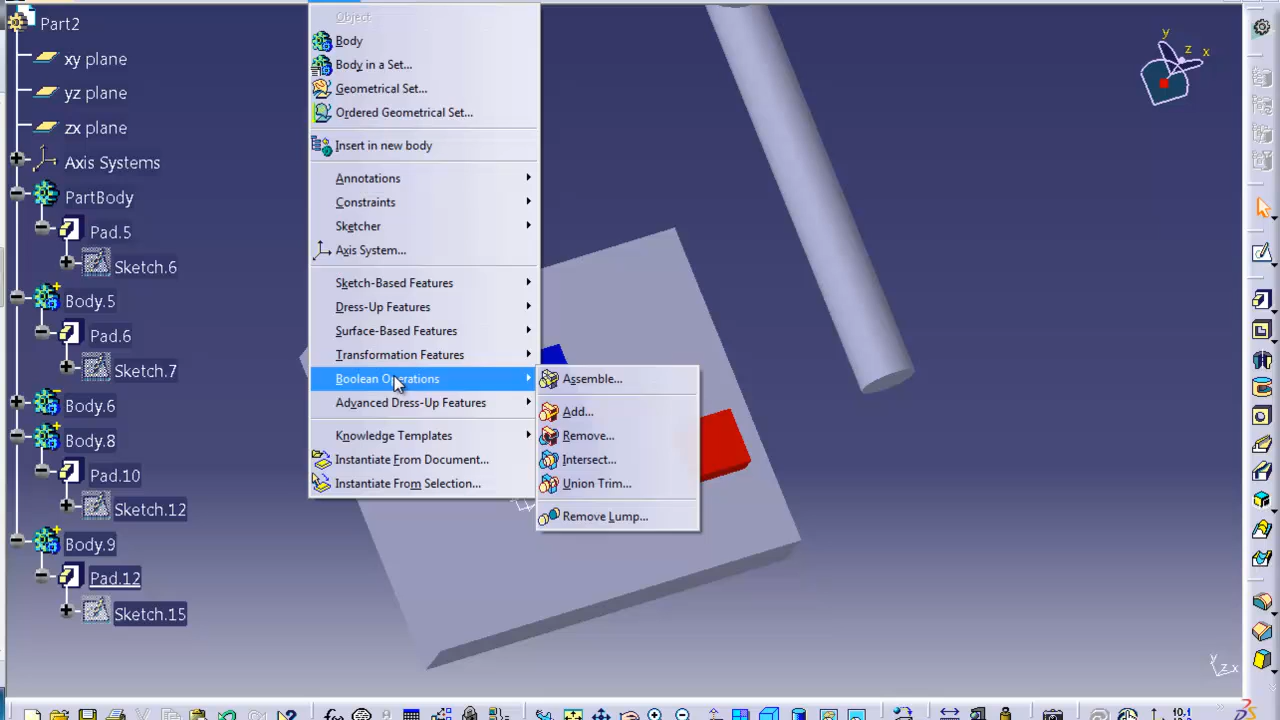 Part2
xy plane
yz plane
zx plane
Axis Systems
PartBody
Pad.5
Sketch.6
Body.5
Pad.6
Sketch.7
Body.6
Body.8
Pad.10
Sketch.12
Body.9
Pad.12
Sketch.15
Object
Body
Body in a Set...
Geometrical Set...
Ordered Geometrical Set...
Insert in new body
Annotations
Constraints
Sketcher
Axis System...
Sketch-Based Features
Dress-Up Features
Surface-Based Features
Transformation Features
Boolean Operations
Advanced Dress-Up Features
Knowledge Templates
Instantiate From Document...
Instantiate From Selection...
Assemble...
Add...
Remove...
Intersect...
Union Trim...
Remove Lump...
y
z x
y
z x